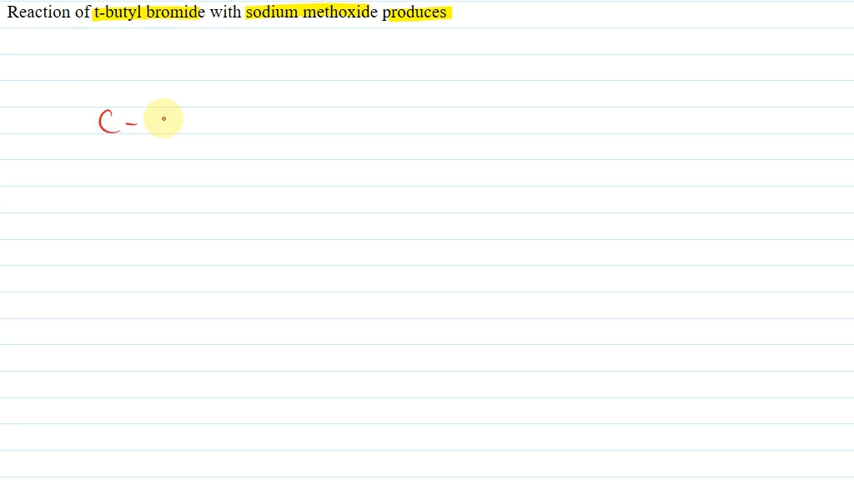 Reaction of t-butyl bromide with sodium methoxide produces
C-